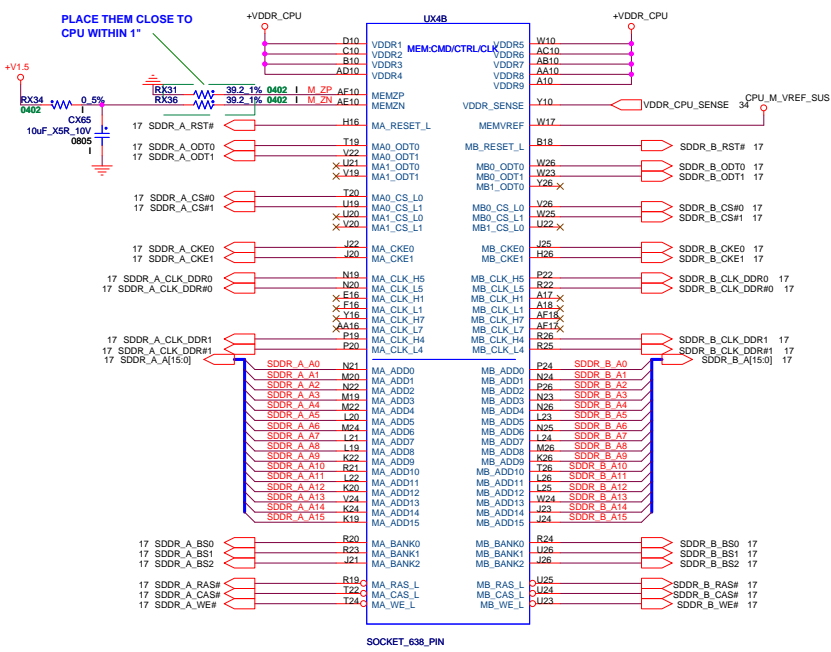 PLACE THEM CLOSE TO
CPU WITHIN 1"
+VDDR_CPU
UX4B
+VDDR_CPU
MEM:CMD/CTRL/CLK
D10 VDDR1 VDDR5 W10
C10 VDDR2 VDDR6 AC10
B10 VDDR3 VDDR7 AB10
AD10 VDDR4 VDDR8 AA10
VDDR9 A10
+V1.5
RX31 39.2_1% 0402 I M_ZP AF10 MEMZP
RX34 0_5% RX36 39.2_1% 0402 I M_ZN AE10 MEMZN VDDR_SENSE Y10 VDDR_CPU_SENSE 34 CPU_M_VREF_SUS
0402
CX65
10uF_X5R_10V
0805
I
17 SDDR_A_RST# H16 MA_RESET_L MEMVREF W17
MB_RESET_L B18 SDDR_B_RST# 17
17 SDDR_A_ODT0 T19 MA0_ODT0
17 SDDR_A_ODT1 V22 MA0_ODT1
U21 MA1_ODT0 MB0_ODT0 W26 SDDR_B_ODT0 17
V19 MA1_ODT1 MB0_ODT1 W23 SDDR_B_ODT1 17
MB1_ODT0 Y26
17 SDDR_A_CS#0 T20 MA0_CS_L0
17 SDDR_A_CS#1 U19 MA0_CS_L1 MB0_CS_L0 V26 SDDR_B_CS#0 17
U20 MA1_CS_L0 MB0_CS_L1 W25 SDDR_B_CS#1 17
V20 MA1_CS_L1 MB1_CS_L0 U22
17 SDDR_A_CKE0 J22 MA_CKE0 MB_CKE0 J25 SDDR_B_CKE0 17
17 SDDR_A_CKE1 J20 MA_CKE1 MB_CKE1 H26 SDDR_B_CKE1 17
17 SDDR_A_CLK_DDR0 N19 MA_CLK_H5 MB_CLK_H5 P22 SDDR_B_CLK_DDR0 17
17 SDDR_A_CLK_DDR#0 N20 MA_CLK_L5 MB_CLK_L5 R22 SDDR_B_CLK_DDR#0 17
E16 MA_CLK_H1 MB_CLK_H1 A17
F16 MA_CLK_L1 MB_CLK_L1 A18
Y16 MA_CLK_H7 MB_CLK_H7 AF18
AA16 MA_CLK_L7 MB_CLK_L7 AF17
17 SDDR_A_CLK_DDR1 P19 MA_CLK_H4 MB_CLK_H4 R26 SDDR_B_CLK_DDR1 17
17 SDDR_A_CLK_DDR#1 P20 MA_CLK_L4 MB_CLK_L4 R25 SDDR_B_CLK_DDR#1 17
17 SDDR_A_A[15:0] SDDR_B_A[15:0] 17
SDDR_A_A0 N21 MA_ADD0 MB_ADD0 P24 SDDR_B_A0
SDDR_A_A1 M20 MA_ADD1 MB_ADD1 N24 SDDR_B_A1
SDDR_A_A2 N22 MA_ADD2 MB_ADD2 P26 SDDR_B_A2
SDDR_A_A3 M19 MA_ADD3 MB_ADD3 N23 SDDR_B_A3
SDDR_A_A4 M22 MA_ADD4 MB_ADD4 N26 SDDR_B_A4
SDDR_A_A5 L20 MA_ADD5 MB_ADD5 L23 SDDR_B_A5
SDDR_A_A6 M24 MA_ADD6 MB_ADD6 N25 SDDR_B_A6
SDDR_A_A7 L21 MA_ADD7 MB_ADD7 L24 SDDR_B_A7
SDDR_A_A8 L19 MA_ADD8 MB_ADD8 M26 SDDR_B_A8
SDDR_A_A9 K22 MA_ADD9 MB_ADD9 K26 SDDR_B_A9
SDDR_A_A10 R21 MA_ADD10 MB_ADD10 T26 SDDR_B_A10
SDDR_A_A11 L22 MA_ADD11 MB_ADD11 L26 SDDR_B_A11
SDDR_A_A12 K20 MA_ADD12 MB_ADD12 L25 SDDR_B_A12
SDDR_A_A13 V24 MA_ADD13 MB_ADD13 W24 SDDR_B_A13
SDDR_A_A14 K24 MA_ADD14 MB_ADD14 J23 SDDR_B_A14
SDDR_A_A15 K19 MA_ADD15 MB_ADD15 J24 SDDR_B_A15
17 SDDR_A_BS0 R20 MA_BANK0 MB_BANK0 R24 SDDR_B_BS0 17
17 SDDR_A_BS1 R23 MA_BANK1 MB_BANK1 U26 SDDR_B_BS1 17
17 SDDR_A_BS2 J21 MA_BANK2 MB_BANK2 J26 SDDR_B_BS2 17
17 SDDR_A_RAS# R19 MA_RAS_L MB_RAS_L U25 SDDR_B_RAS# 17
17 SDDR_A_CAS# T22 MA_CAS_L MB_CAS_L U24 SDDR_B_CAS# 17
17 SDDR_A_WE# T24 MA_WE_L MB_WE_L U23 SDDR_B_WE# 17
SOCKET_638_PIN